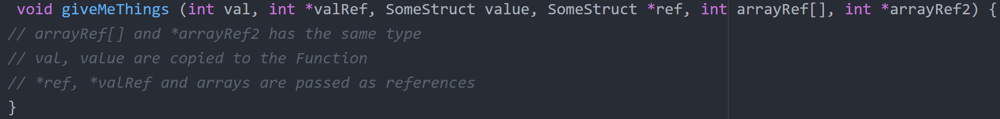 void giveMeThings (int val, int *valRef, SomeStruct value, SomeStruct *ref, int arrayRef[], int *arrayRef2) {
// arrayRef[] and *arrayRef2 has the same type
// val, value are copied to the Function
// *ref, *valRef and arrays are passed as references
}